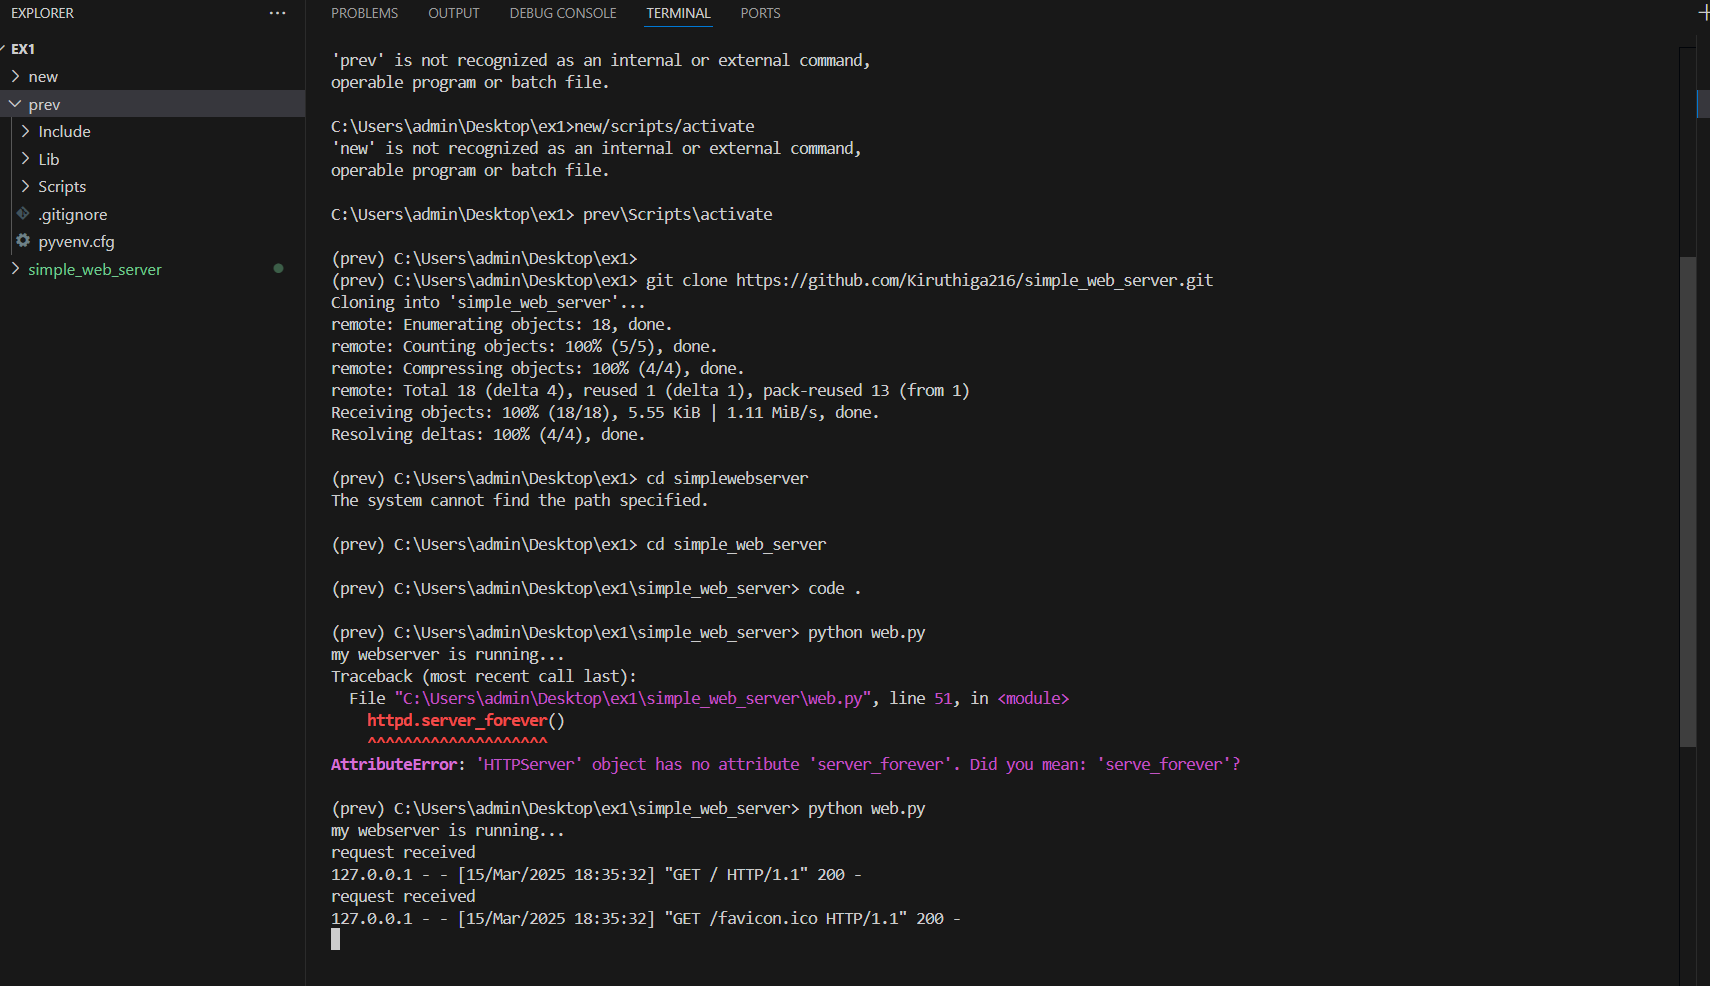 EXPLORER
PROBLEMS OUTPUT DEBUG CONSOLE TERMINAL PORTS
EX1
new
prev
Include
Lib
Scripts
.gitignore
pyvenv.cfg
simple_web_server
'prev' is not recognized as an internal or external command,
operable program or batch file.
C:\Users\admin\Desktop\ex1>new/scripts/activate
'new' is not recognized as an internal or external command,
operable program or batch file.
C:\Users\admin\Desktop\ex1> prev\Scripts\activate
(prev) C:\Users\admin\Desktop\ex1>
(prev) C:\Users\admin\Desktop\ex1> git clone https://github.com/Kiruthiga216/simple_web_server.git
Cloning into 'simple_web_server'...
remote: Enumerating objects: 18, done.
remote: Counting objects: 100% (5/5), done.
remote: Compressing objects: 100% (4/4), done.
remote: Total 18 (delta 4), reused 1 (delta 1), pack-reused 13 (from 1)
Receiving objects: 100% (18/18), 5.55 KiB | 1.11 MiB/s, done.
Resolving deltas: 100% (4/4), done.
(prev) C:\Users\admin\Desktop\ex1> cd simplewebserver
The system cannot find the path specified.
(prev) C:\Users\admin\Desktop\ex1> cd simple_web_server
(prev) C:\Users\admin\Desktop\ex1\simple_web_server> code .
(prev) C:\Users\admin\Desktop\ex1\simple_web_server> python web.py
my webserver is running...
Traceback (most recent call last):
File "C:\Users\admin\Desktop\ex1\simple_web_server\web.py", line 51, in <module>
httpd.server_forever()
^^^^^^^^^^^^^^^^^^^^
AttributeError: 'HTTPServer' object has no attribute 'server_forever'. Did you mean: 'serve_forever'?
(prev) C:\Users\admin\Desktop\ex1\simple_web_server> python web.py
my webserver is running...
request received
127.0.0.1 - - [15/Mar/2025 18:35:32] "GET / HTTP/1.1" 200 -
request received
127.0.0.1 - - [15/Mar/2025 18:35:32] "GET /favicon.ico HTTP/1.1" 200 -